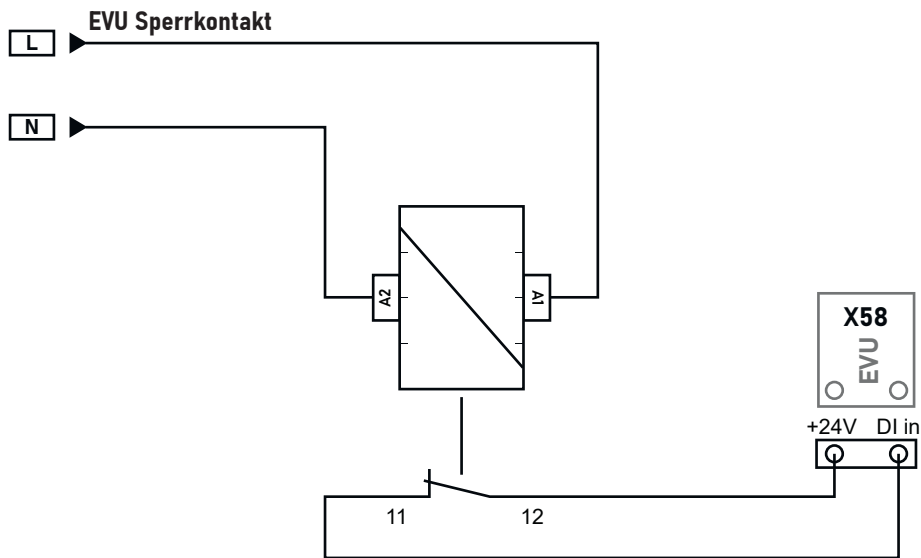 EVU Sperrkontakt
L
N
A2
A1
X58
EVU
+24V DI in
11 12